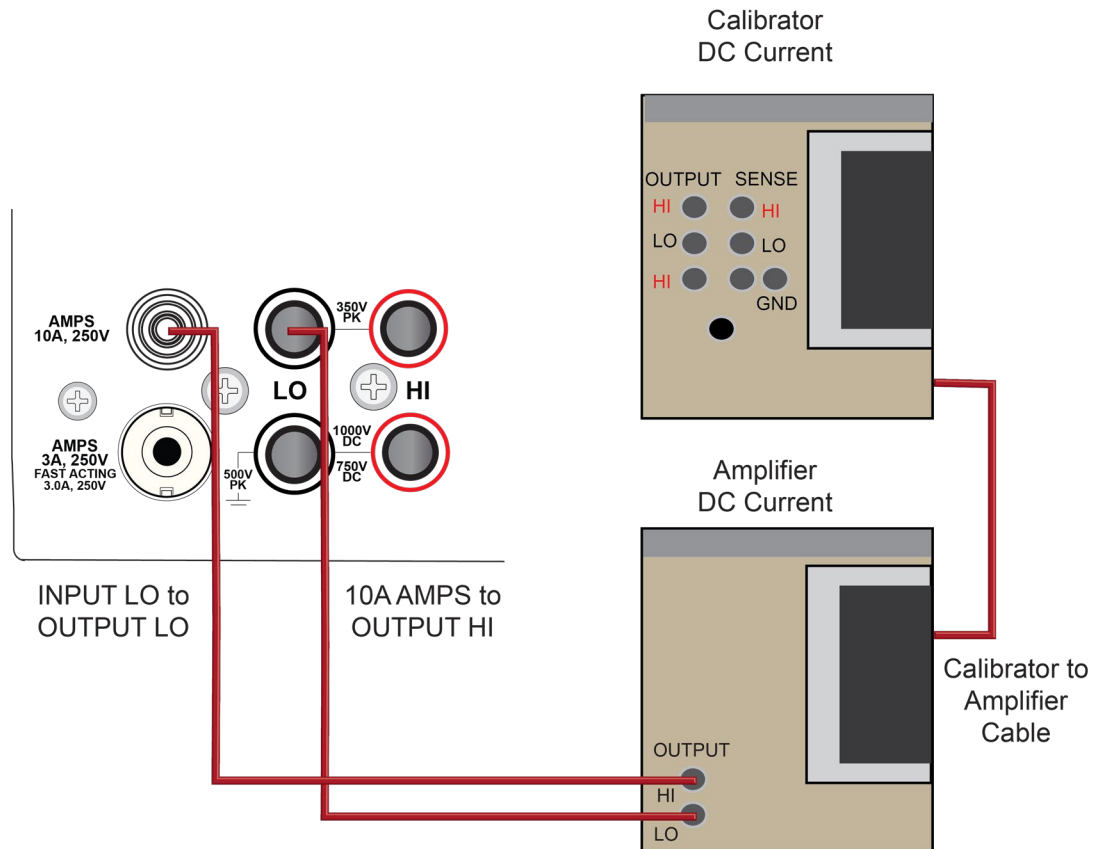 Calibrator
DC Current
OUTPUT
SENSE
HI
HI
LO
LO
HI
GND
AMPS
10A, 250V
350V
PK
LO
HI
AMPS
3A, 250V
FAST ACTING
3.0A, 250V
500V
PK
1000V
DC
750V
DC
Amplifier
DC Current
INPUT LO to
OUTPUT LO
10A AMPS to
OUTPUT HI
Calibrator to
Amplifier
Cable
OUTPUT
HI
LO